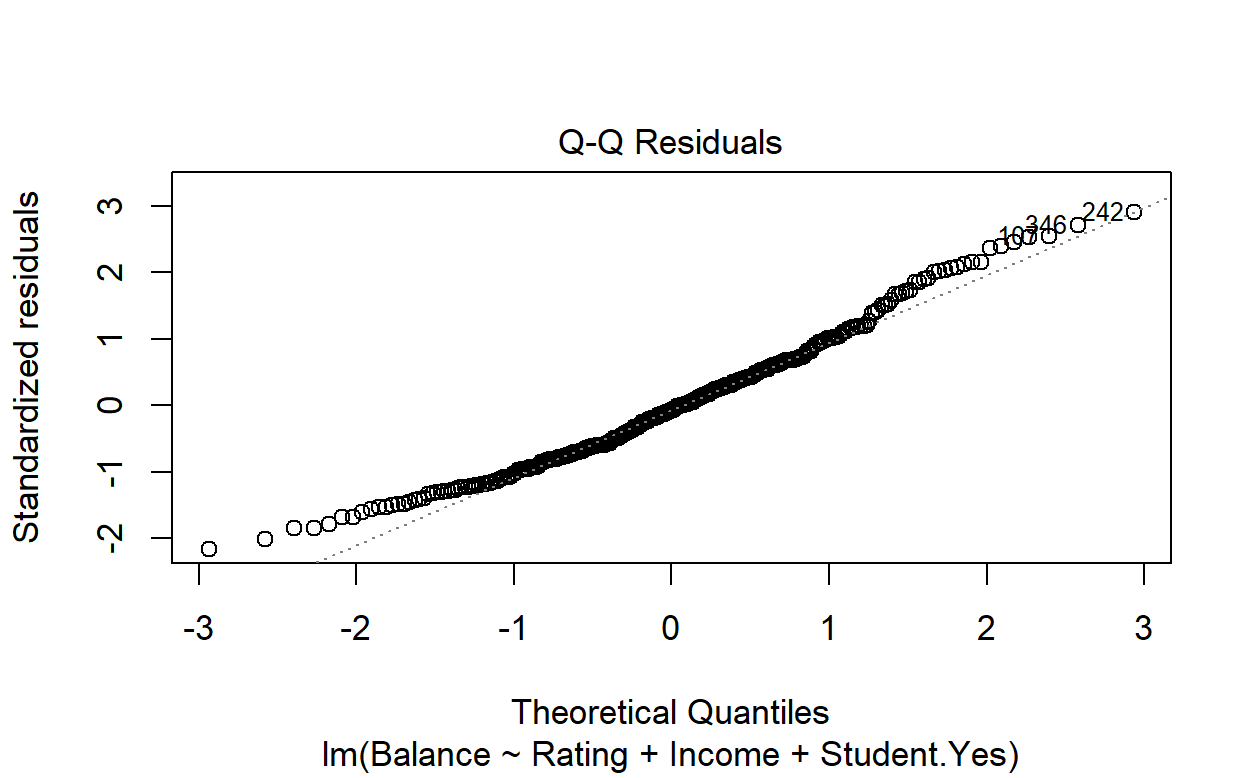 Q-Q Residuals
Standardized residuals
3
2
1
0
-1
-2
107
346
242
-3 -2 -1 0 1 2 3
Theoretical Quantiles
lm(Balance ~ Rating + Income + Student.Yes)